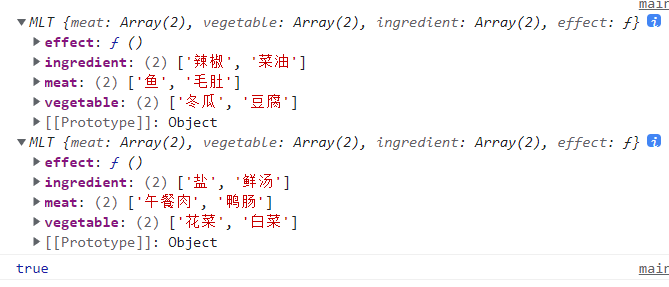 main
MLT {meat: Array(2), vegetable: Array(2), ingredient: Array(2), effect: ƒ} i
effect: ƒ ()
ingredient: (2) ['辣椒', '菜油']
meat: (2) ['鱼', '毛肚']
vegetable: (2) ['冬瓜', '豆腐']
[[Prototype]]: Object
MLT {meat: Array(2), vegetable: Array(2), ingredient: Array(2), effect: ƒ} i
effect: ƒ ()
ingredient: (2) ['盐', '鲜汤']
meat: (2) ['午餐肉', '鸭肠']
vegetable: (2) ['花菜', '白菜']
[[Prototype]]: Object
true main